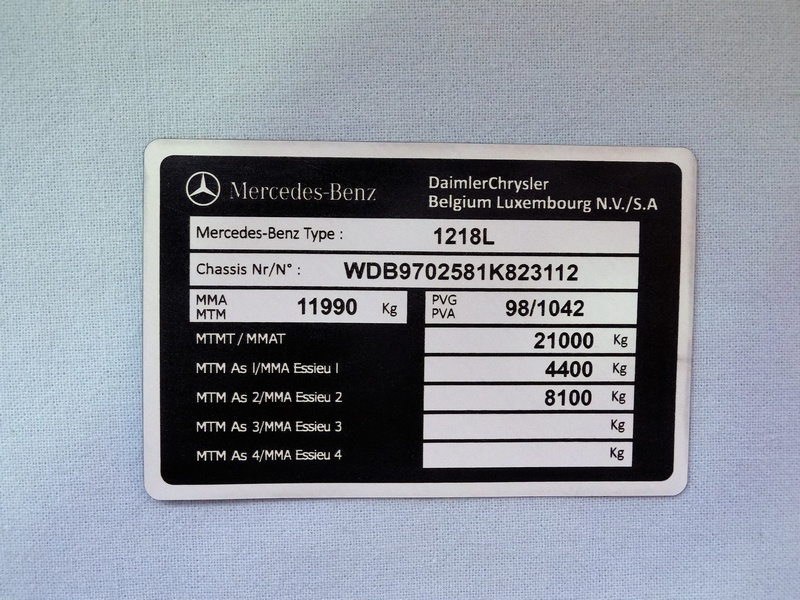 Mercedes-Benz
DaimlerChrysler
Belgium Luxembourg N.V./S.A
Mercedes-Benz Type : 1218L
Chassis Nr/N° : WDB9702581K823112
MMA
MTM 11990 Kg
PVG
PVA 98/1042
MTMT / MMAT 21000 Kg
MTM As 1/MMA Essieu 1 4400 Kg
MTM As 2/MMA Essieu 2 8100 Kg
MTM As 3/MMA Essieu 3 Kg
MTM As 4/MMA Essieu 4 Kg